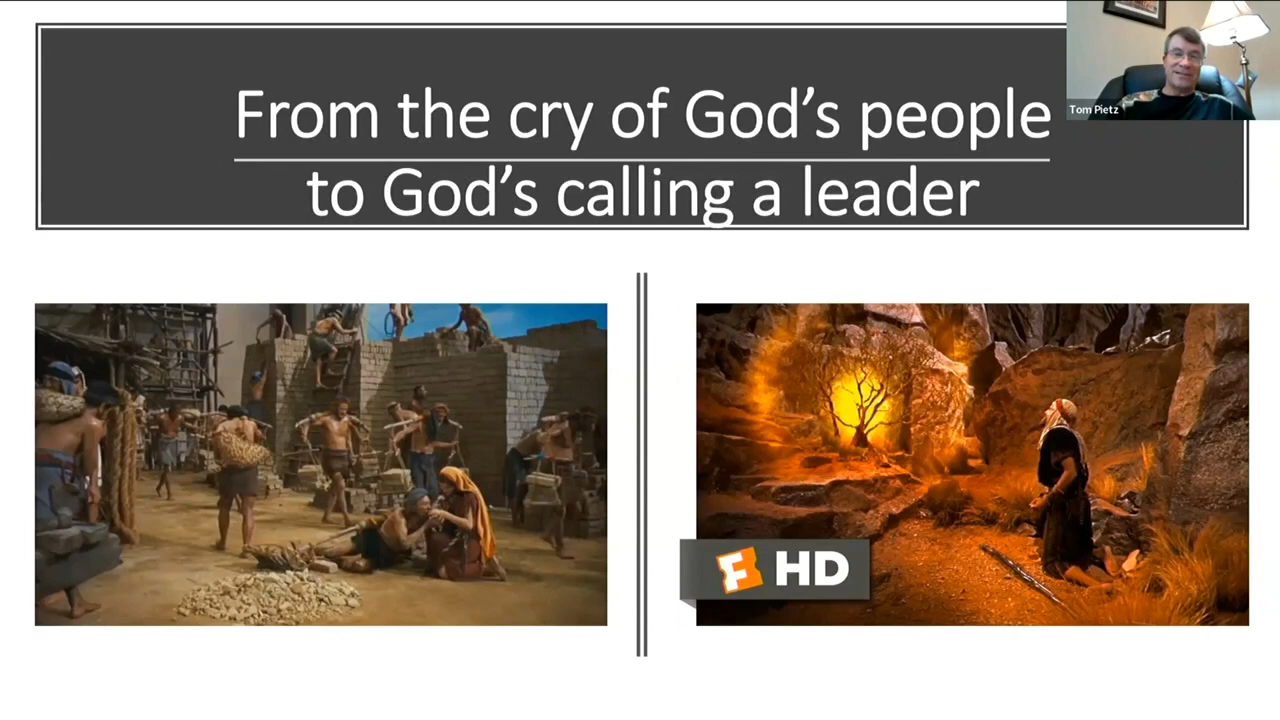 From the cry of God's people
to God's calling a leader
Tom Pietz
F HD